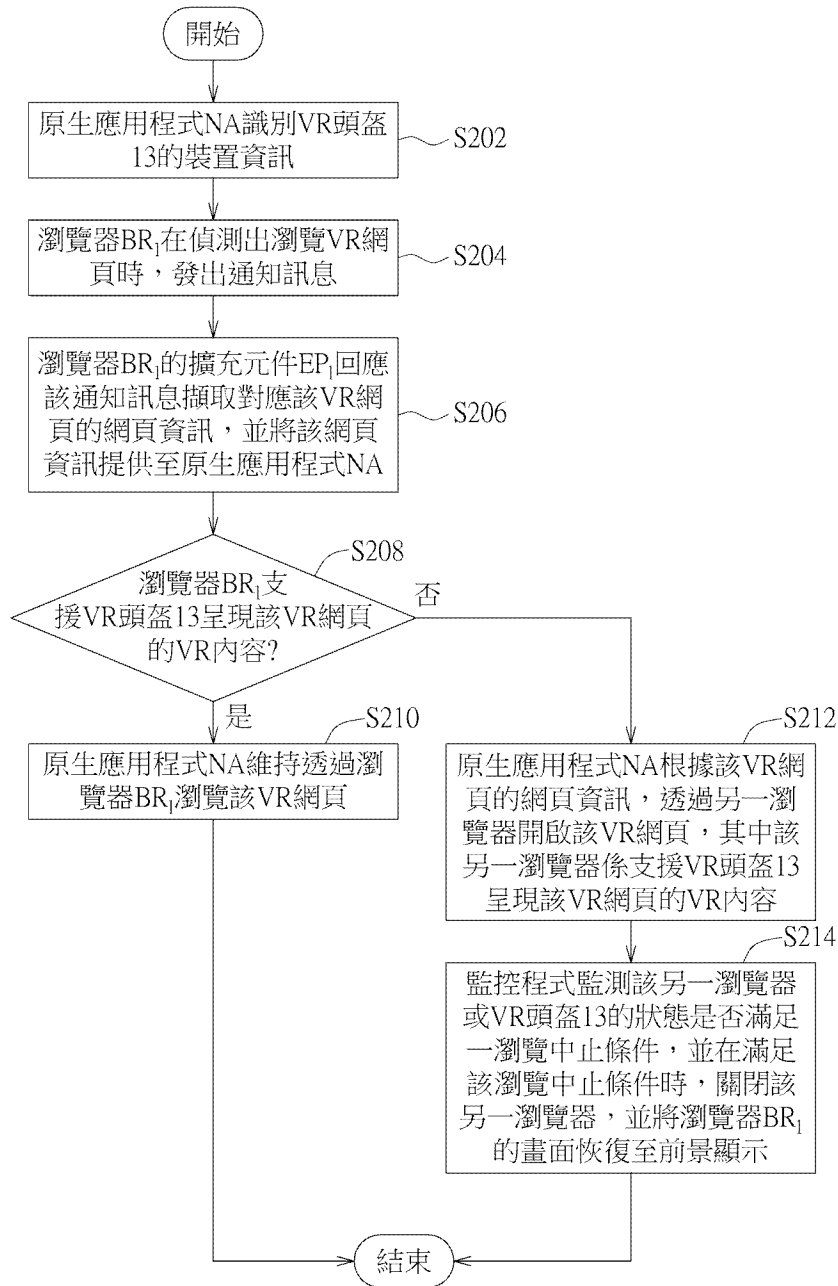 開始
原生應用程式NA識別VR頭盔
13的裝置資訊
S202
瀏覽器BR₁在偵測出瀏覽VR網
頁時，發出通知訊息
S204
瀏覽器BR₁的擴充元件EP₁回應
該通知訊息擷取對應該VR網
頁的網頁資訊，並將該網頁
資訊提供至原生應用程式NA
S206
S208
瀏覽器BR₁支
援VR頭盔13呈現該VR網頁
的VR內容?
否
是
S210
原生應用程式NA維持透過瀏
覽器BR₁瀏覽該VR網頁
S212
原生應用程式NA根據該VR網
頁的網頁資訊，透過另一瀏
覽器開啟該VR網頁，其中該
另一瀏覽器係支援VR頭盔13
呈現該VR網頁的VR內容
S214
監控程式監測該另一瀏覽器
或VR頭盔13的狀態是否滿足
一瀏覽中止條件，並在滿足
該瀏覽中止條件時，關閉該
另一瀏覽器，並將瀏覽器BR₁
的畫面恢復至前景顯示
結束